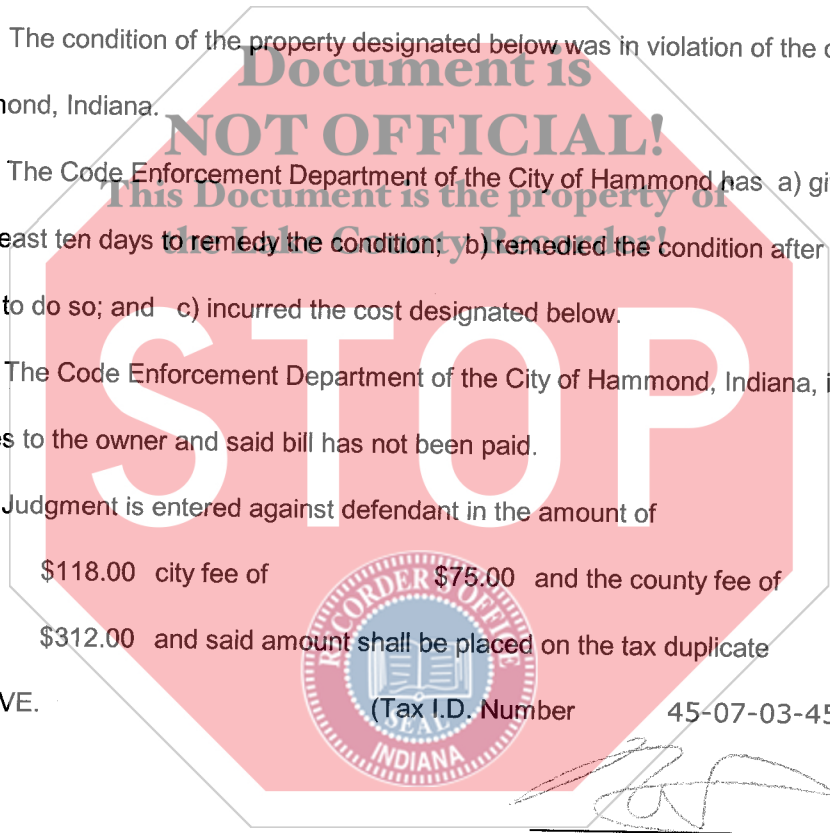 The condition of the property designated below was in violation of the
Document is
mond, Indiana.
NOT OFFICIAL!
The Code Enforcement Department of the City of Hammond has a) gi
This Document is the property of
east ten days to remedy the condition; b) remedied the condition after
the Lake County Recorder!
to do so; and c) incurred the cost designated below.
STOP
The Code Enforcement Department of the City of Hammond, Indiana, i
s to the owner and said bill has not been paid.
Judgment is entered against defendant in the amount of
$118.00 city fee of $75.00 and the county fee of
$312.00 and said amount shall be placed on the tax duplicate
VE. (Tax I.D. Number 45-07-03-45
RECORDER'S OFFICE
SEAL
INDIANA